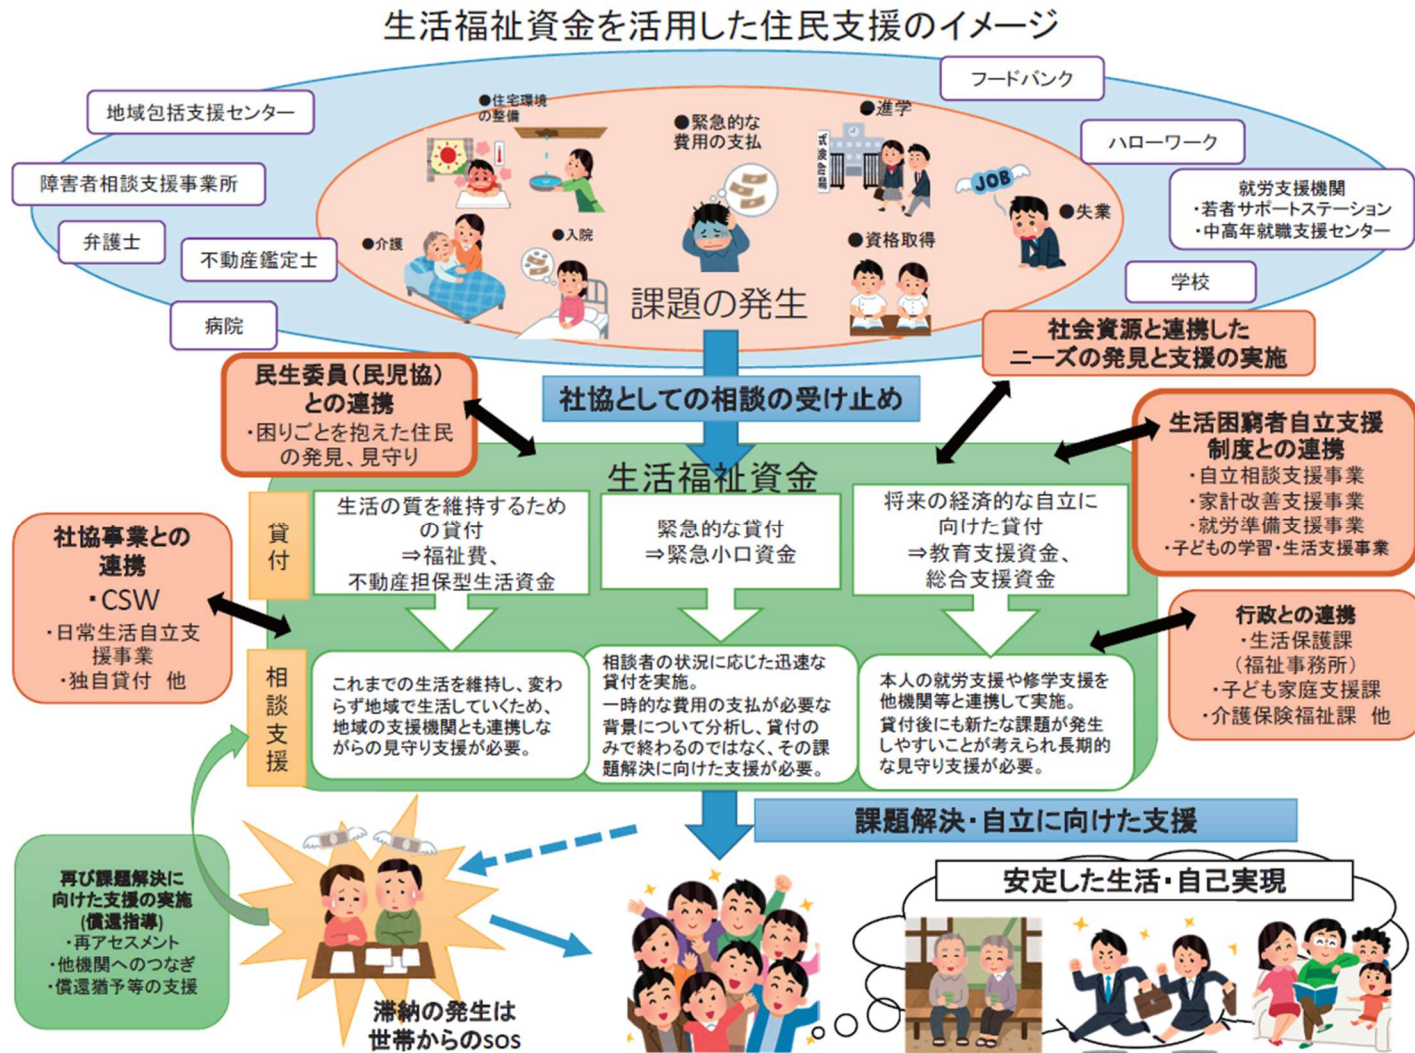 生活福祉資金を活用した住民支援のイメージ
フードバンク
地域包括支援センター
●住宅環境
の整備
●緊急的な
費用の支払
●進学
試験会場
ハローワーク
障害者相談支援事業所
JOB
就労支援機関
・若者サポートステーション
・中高年就職支援センター
弁護士
不動産鑑定士
●介護
●入院
●資格取得
●失業
学校
病院
課題の発生
社会資源と連携した
ニーズの発見と支援の実施
民生委員(民児協)
との連携
・困りごとを抱えた住民
の発見、見守り
社協としての相談の受け止め
生活困窮者自立支援
制度との連携
・自立相談支援事業
・家計改善支援事業
・就労準備支援事業
・子どもの学習・生活支援事業
生活福祉資金
貸付
生活の質を維持するため
の貸付
⇒福祉費、
不動産担保型生活資金
緊急的な貸付
⇒緊急小口資金
将来の経済的な自立に
向けた貸付
⇒教育支援資金、
総合支援資金
社協事業との
連携
・CSW
・日常生活自立支
援事業
・独自貸付 他
行政との連携
・生活保護課
(福祉事務所)
・子ども家庭支援課
・介護保険福祉課 他
相談支援
これまでの生活を維持し、変わ
らず地域で生活していくため、
地域の支援機関とも連携しな
がらの見守り支援が必要。
相談者の状況に応じた迅速な
貸付を実施。
一時的な費用の支払が必要な
背景について分析し、貸付の
みで終わるのではなく、その課
題解決に向けた支援が必要。
本人の就労支援や修学支援を
他機関等と連携して実施。
貸付後にも新たな課題が発生
しやすいことが考えられ長期的
な見守り支援が必要。
課題解決・自立に向けた支援
再び課題解決に
向けた支援の実施
(償還指導)
・再アセスメント
・他機関へのつなぎ
・償還猶予等の支援
滞納の発生は
世帯からのSOS
安定した生活・自己実現